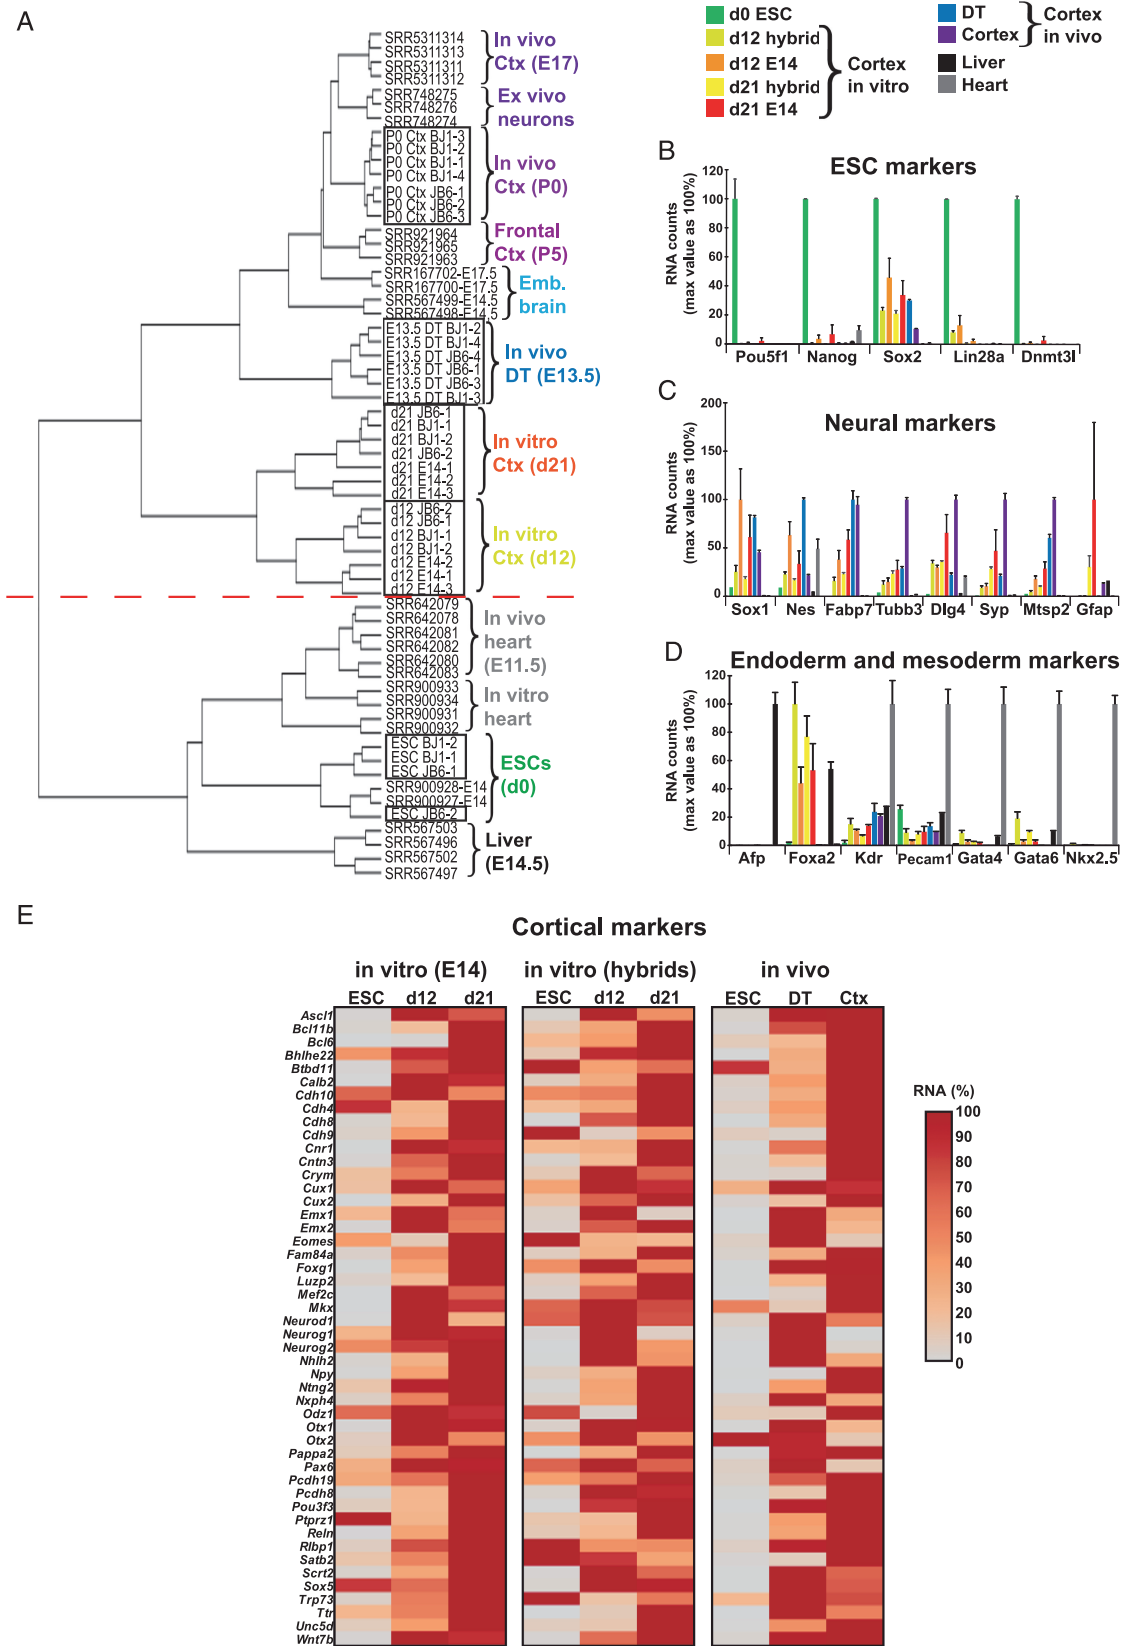 A
SRR5311314
SRR5311313
SRR5311311
SRR5311312
In vivo
Ctx (E17)
SRR748275
SRR748276
SRR748274
Ex vivo
neurons
P0 Ctx BJ1-3
P0 Ctx BJ1-2
P0 Ctx BJ1-1
P0 Ctx BJ1-4
P0 Ctx JB6-1
P0 Ctx JB6-2
P0 Ctx JB6-3
In vivo
Ctx (P0)
SRR921964
SRR921965
SRR921963
Frontal
Ctx (P5)
SRR167702-E17.5
SRR167700-E17.5
SRR567499-E14.5
SRR567498-E14.5
Emb.
brain
E13.5 DT BJ1-2
E13.5 DT BJ1-4
E13.5 DT JB6-4
E13.5 DT JB6-1
E13.5 DT JB6-3
E13.5 DT BJ1-3
In vivo
DT (E13.5)
d21 JB6-1
d21 BJ1-1
d21 BJ1-2
d21 JB6-2
d21 E14-1
d21 E14-2
d21 E14-3
In vitro
Ctx (d21)
d12 JB6-2
d12 JB6-1
d12 BJ1-1
d12 BJ1-2
d12 E14-2
d12 E14-1
d12 E14-3
In vitro
Ctx (d12)
SRR642079
SRR642078
SRR642081
SRR642082
SRR642080
SRR642083
In vivo
heart
(E11.5)
SRR900933
SRR900934
SRR900931
SRR900932
In vitro
heart
ESC BJ1-2
ESC BJ1-1
ESC JB6-1
SRR900928-E14
SRR900927-E14
ESC JB6-2
ESCs
(d0)
SRR567503
SRR567496
SRR567502
SRR567497
Liver
(E14.5)
d0 ESC
d12 hybrid
d12 E14
d21 hybrid
d21 E14
Cortex
in vitro
DT
Cortex
Cortex
in vivo
Liver
Heart
B
ESC markers
RNA counts
(max value as 100%)
120
100
80
60
40
20
0
Pou5f1 Nanog Sox2 Lin28a Dnmt3l
C
Neural markers
RNA counts
(max value as 100%)
200
150
100
50
0
Sox1 Nes Fabp7 Tubb3 Dlg4 Syp Mtsp2 Gfap
D
Endoderm and mesoderm markers
RNA counts
(max value as 100%)
120
100
80
60
40
20
0
Afp Foxa2 Kdr Pecam1 Gata4 Gata6 Nkx2.5
E
Cortical markers
in vitro (E14) in vitro (hybrids) in vivo
ESC d12 d21 ESC d12 d21 ESC DT Ctx
Ascl1
Bcl11b
Bcl6
Bhlhe22
Btbd11
Calb2
Cdh10
Cdh4
Cdh8
Cdh9
Cnr1
Cntn3
Crym
Cux1
Cux2
Emx1
Emx2
Eomes
Fam84a
Foxg1
Luzp2
Mef2c
Mkx
Neurod1
Neurog1
Neurog2
Nhlh2
Npy
Ntng2
Nxph4
Odz1
Otx1
Otx2
Pappa2
Pax6
Pcdh19
Pcdh8
Pou3f3
Ptprz1
Reln
Rlbp1
Satb2
Scrt2
Sox5
Trp73
Ttr
Unc5d
Wnt7b
RNA (%)
100
90
80
70
60
50
40
30
20
10
0